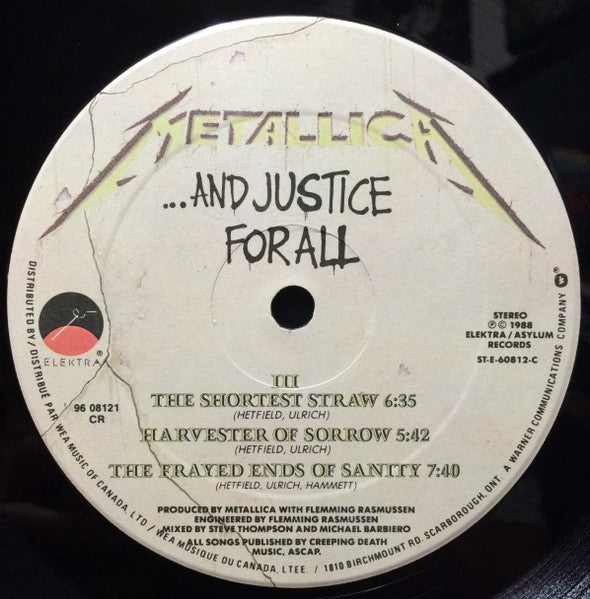 METALLICA
...AND JUSTICE
FOR ALL
ELEKTRA®
96 08121
CR
STEREO
℗ © 1988
ELEKTRA / ASYLUM
RECORDS
ST-E-60812-C
III
THE SHORTEST STRAW 6:35
(HETFIELD, ULRICH)
HARVESTER OF SORROW 5:42
(HETFIELD, ULRICH)
THE FRAYED ENDS OF SANITY 7:40
(HETFIELD, ULRICH, HAMMETT)
PRODUCED BY METALLICA WITH FLEMMING RASMUSSEN
ENGINEERED BY FLEMMING RASMUSSEN
MIXED BY STEVE THOMPSON AND MICHAEL BARBIERO
ALL SONGS PUBLISHED BY CREEPING DEATH
MUSIC, ASCAP.
DISTRIBUTED BY / DISTRIBUÉ PAR WEA MUSIC OF CANADA, LTD / WEA MUSIQUE DU CANADA, LTEE. / 1810 BIRCHMOUNT RD. SCARBOROUGH, ONT. A WARNER COMMUNICATIONS COMPANY ®